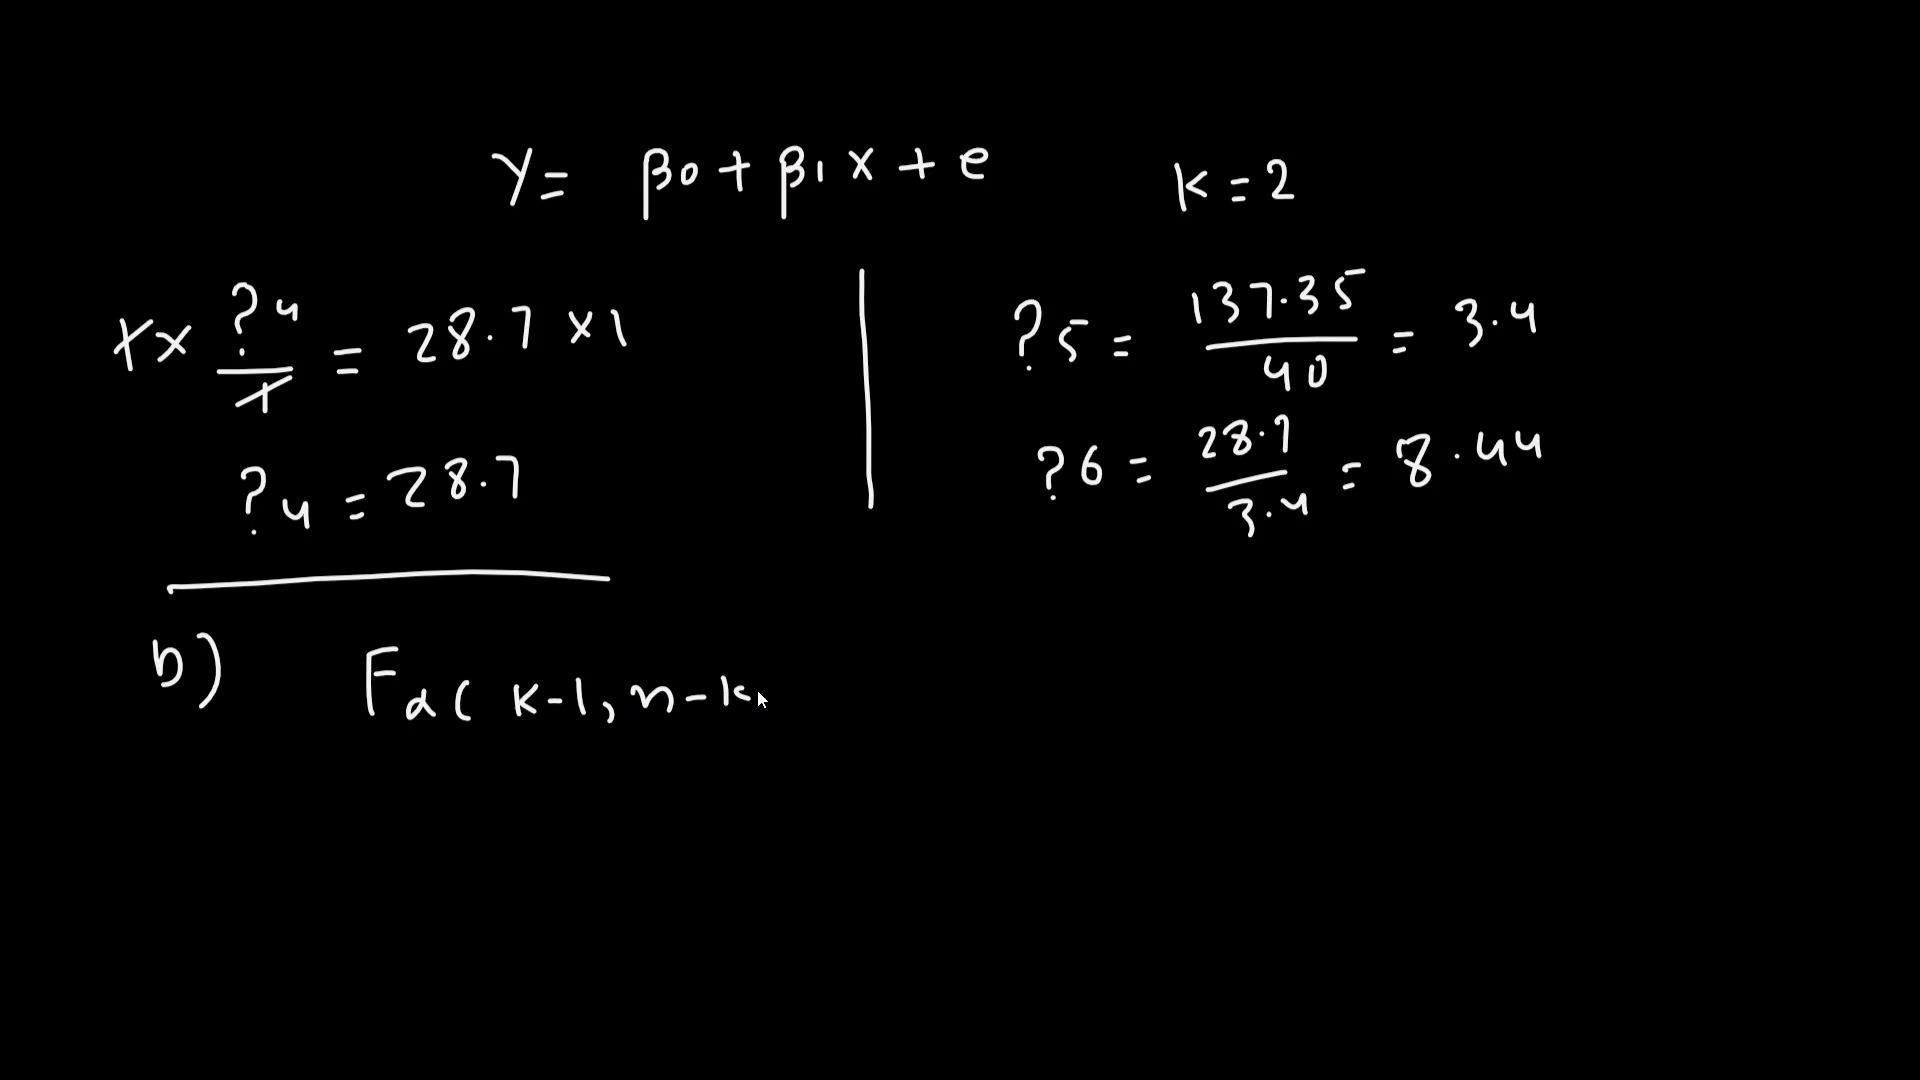 Y = β0 + β1 x + e
K = 2
1 x ?4 / 1 = 28.7 x 1
?4 = 28.7
?5 = 137.35 / 40 = 3.4
?6 = 28.7 / 3.4 = 8.44
b) Fα( K-1, n-k